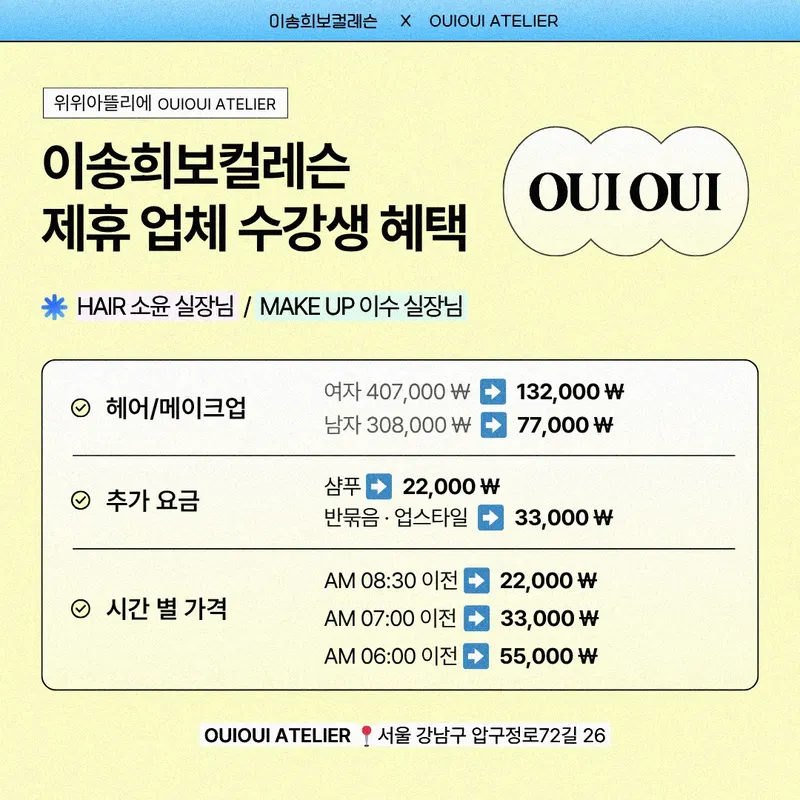 이송희보컬레슨 X OUIOUI ATELIER
위위아뜰리에 OUIOUI ATELIER
이송희보컬레슨
제휴 업체 수강생 혜택
OUI OUI
HAIR 소윤 실장님 / MAKE UP 이수 실장님
헤어/메이크업
여자 407,000 ₩ ➡️ 132,000 ₩
남자 308,000 ₩ ➡️ 77,000 ₩
추가 요금
샴푸 ➡️ 22,000 ₩
반묶음 · 업스타일 ➡️ 33,000 ₩
시간 별 가격
AM 08:30 이전 ➡️ 22,000 ₩
AM 07:00 이전 ➡️ 33,000 ₩
AM 06:00 이전 ➡️ 55,000 ₩
OUIOUI ATELIER 📍서울 강남구 압구정로72길 26